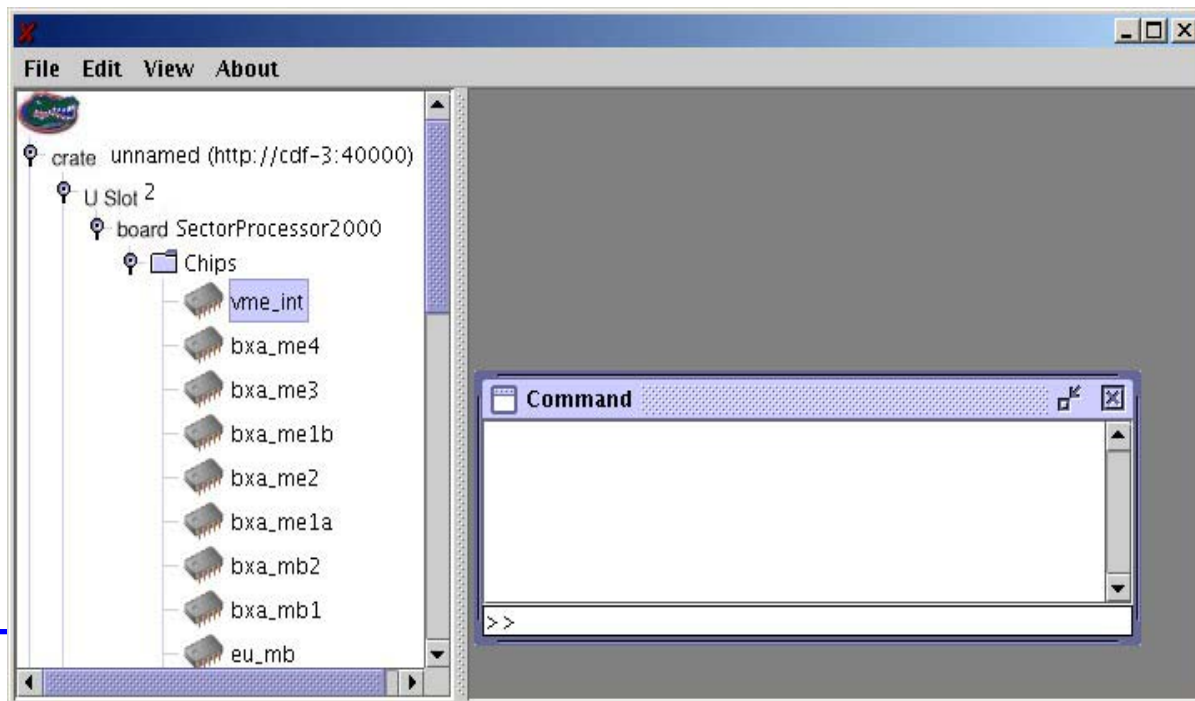 File Edit View About
crate unnamed (http://cdf-3:40000)
U Slot 2
board SectorProcessor2000
Chips
vme_int
bxa_me4
bxa_me3
bxa_me1b
bxa_me2
bxa_me1a
bxa_mb2
bxa_mb1
eu_mb
Command
>>